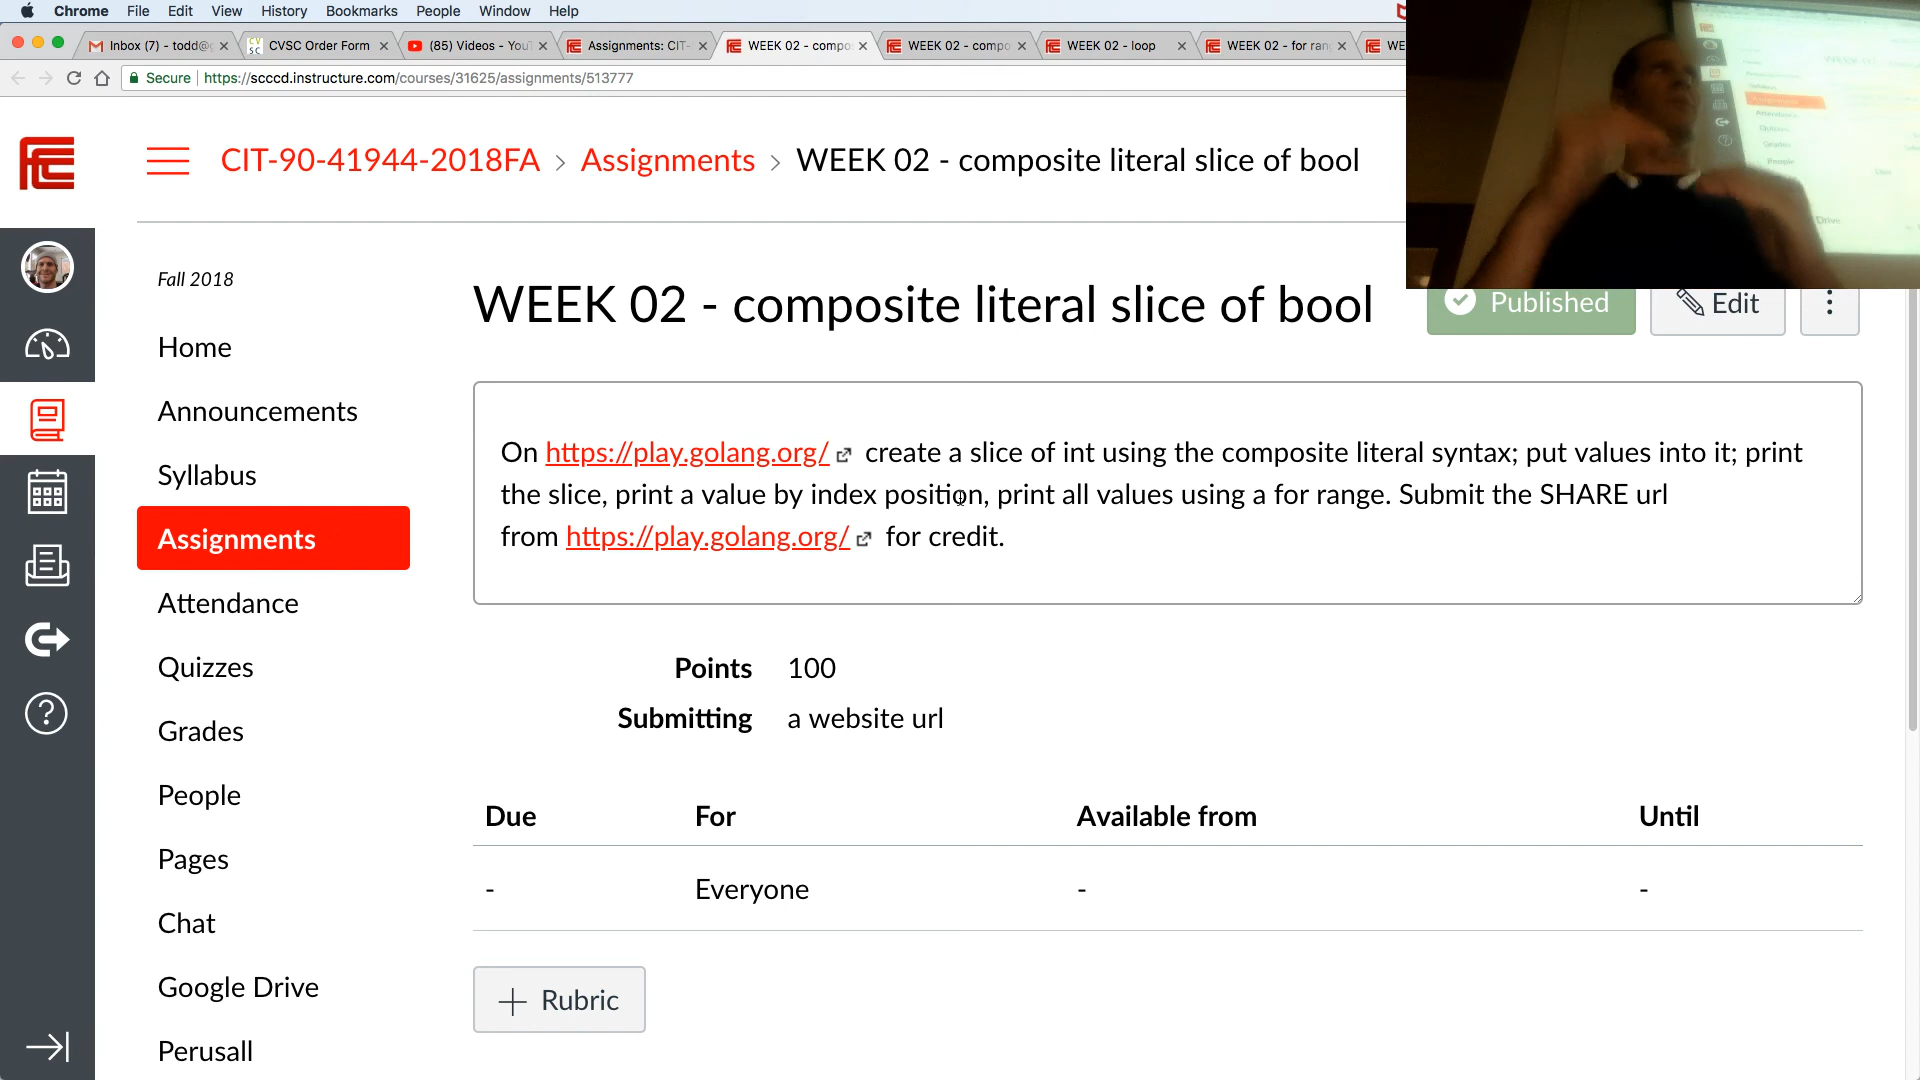 Chrome File Edit View History Bookmarks People Window Help
Inbox (7) - todd@
CVSC Order Form
(85) Videos - You
Assignments: CIT-
WEEK 02 - compo
WEEK 02 - compo
WEEK 02 - loop
WEEK 02 - for ran
WE
Secure https://scccd.instructure.com/courses/31625/assignments/513777
CIT-90-41944-2018FA > Assignments > WEEK 02 - composite literal slice of bool
Fall 2018
Home
Announcements
Syllabus
Assignments
Attendance
Quizzes
Grades
People
Pages
Chat
Google Drive
Perusall
WEEK 02 - composite literal slice of bool
Published
Edit
On https://play.golang.org/ create a slice of int using the composite literal syntax; put values into it; print
the slice, print a value by index position, print all values using a for range. Submit the SHARE url
from https://play.golang.org/ for credit.
Points 100
Submitting a website url
Due For Available from Until
- Everyone - -
+ Rubric